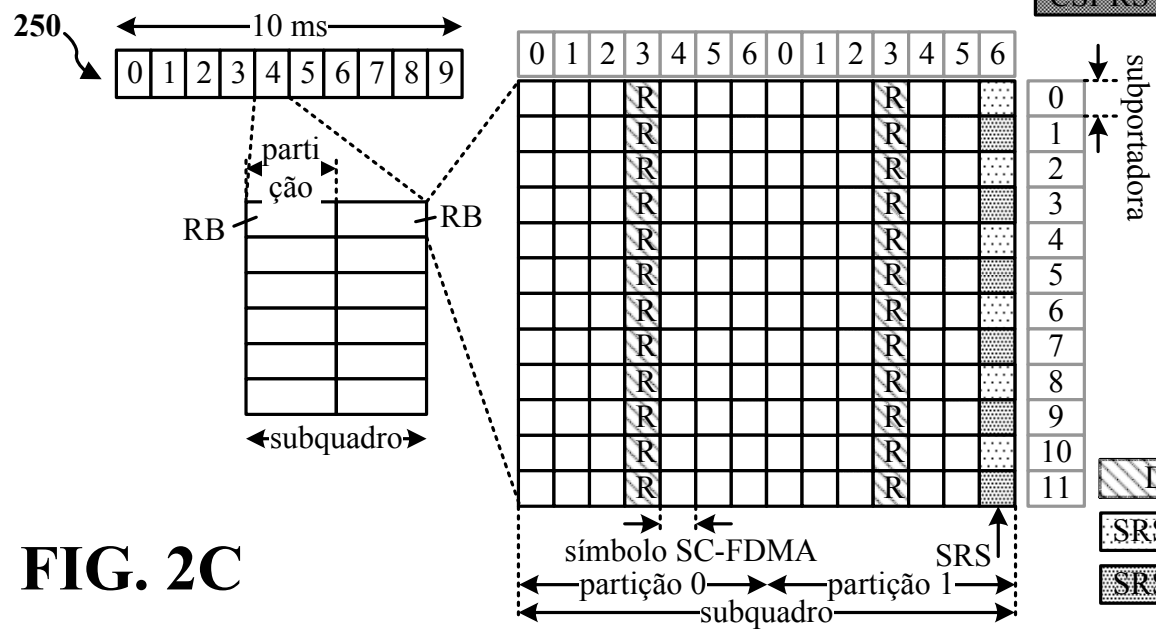 250
10 ms
0 1 2 3 4 5 6 7 8 9
parti
ção
RB
RB
subquadro
0 1 2 3 4 5 6 0 1 2 3 4 5 6
R R
R R
R R
R R
R R
R R
R R
R R
R R
R R
R R
R R
0
1
2
3
4
5
6
7
8
9
10
11
subportadora
símbolo SC-FDMA
SRS
partição 0
partição 1
subquadro
SRS
SRS
FIG. 2C